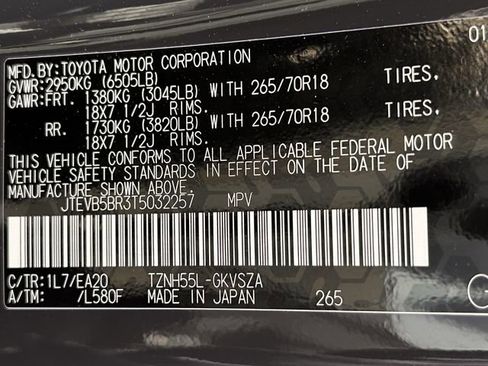 01
MFD.BY:TOYOTA MOTOR CORPORATION
GVWR:2950KG (6505LB)
GAWR:FRT. 1380KG (3045LB) WITH 265/70R18 TIRES.
18X7 1/2J RIMS.
RR. 1730KG (3820LB) WITH 265/70R18 TIRES.
18X7 1/2J RIMS.
THIS VEHICLE CONFORMS TO ALL APPLICABLE FEDERAL MOTOR
VEHICLE SAFETY STANDARDS IN EFFECT ON THE DATE OF
MANUFACTURE SHOWN ABOVE.
JTEVB5BR3T5032257 MPV
C/TR:1L7/EA20 TZNH55L-GKVSZA
A/TM: /L580F MADE IN JAPAN 265